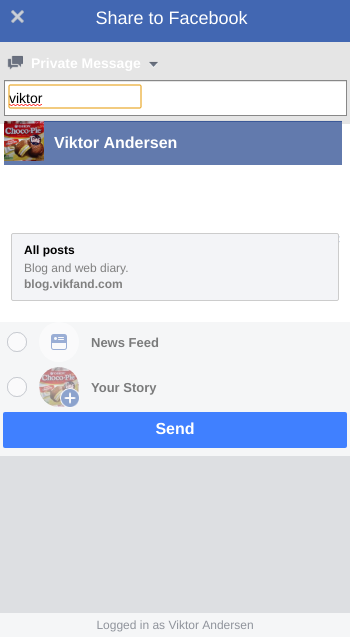 Share to Facebook
Private Message
viktor
Viktor Andersen
All posts
Blog and web diary.
blog.vikfand.com
News Feed
Your Story
Send
Logged in as Viktor Andersen